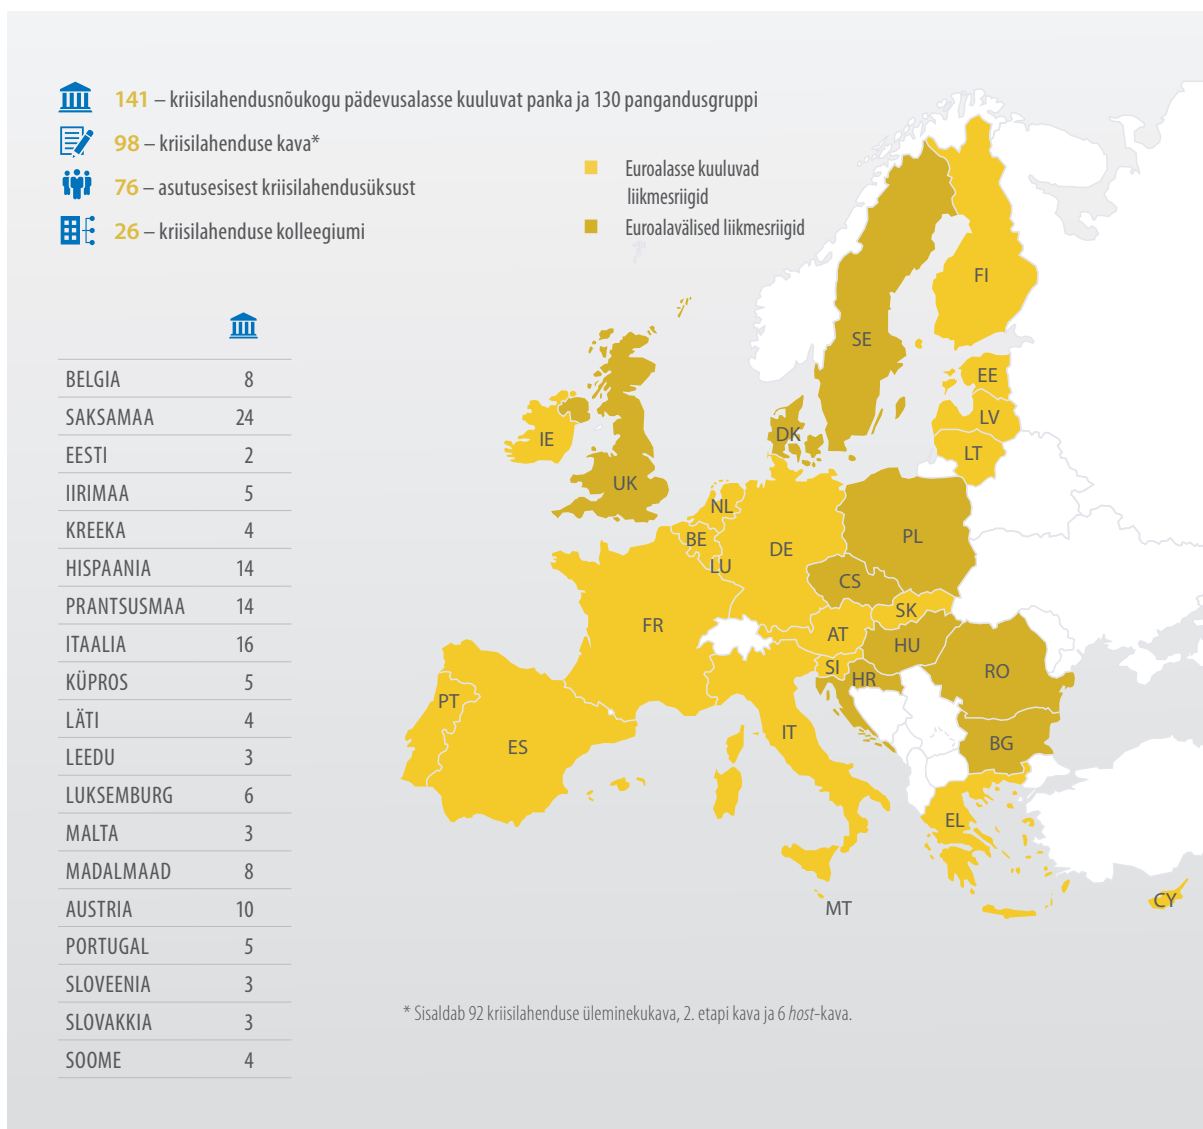 141 – kriisilahendusnõukogu pädevusalasse kuuluvat panka ja 130 pangandusgruppi
98 – kriisilahenduse kava*
76 – asutusesisest kriisilahendusüksust
26 – kriisilahenduse kolleegiumi
Euroalasse kuuluvad
liikmesriigid
Euroalavälised liikmesriigid
BELGIA 8
SAKSAMAA 24
EESTI 2
IIRIMAA 5
KREEKA 4
HISPAANIA 14
PRANTSUSMAA 14
ITAALIA 16
KÜPROS 5
LÄTI 4
LEEDU 3
LUKSEMBURG 6
MALTA 3
MADALMAAD 8
AUSTRIA 10
PORTUGAL 5
SLOVEENIA 3
SLOVAKKIA 3
SOOME 4
FI
SE
EE
LV
LT
DK
IE
UK
NL
BE
LU
DE
PL
CS
SK
AT
HU
FR
SI
HR
RO
PT
ES
IT
BG
EL
MT
CY
* Sisaldab 92 kriisilahenduse üleminekukava, 2. etapi kava ja 6 host-kava.